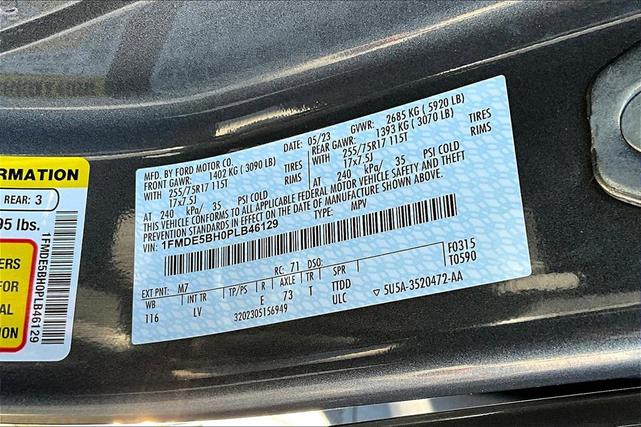 MFD. BY FORD MOTOR CO.
DATE: 05/23 GVWR: 2685 KG ( 5920 LB)
FRONT GAWR: 1402 KG ( 3090 LB) REAR GAWR: 1393 KG ( 3070 LB)
WITH 255/75R17 115T TIRES WITH 255/75R17 115T TIRES
17x7.5J RIMS 17x7.5J RIMS
AT 240 kPa/ 35 PSI COLD AT 240 kPa/ 35 PSI COLD
THIS VEHICLE CONFORMS TO ALL APPLICABLE FEDERAL MOTOR VEHICLE SAFETY AND THEFT
PREVENTION STANDARDS IN EFFECT ON THE DATE OF MANUFACTURE SHOWN ABOVE.
1FMDE5BH0PLB46129 TYPE: MPV
F0315
T0590
RC: 71 DSO:
EXT PNT: M7
WB INT TR TP/PS R AXLE TR SPR
116 LV E 73 T TTDD
ULC
3202305156949
5U5A-3520472-AA
ORMATION
REAR: 3
95 lbs.
ERS
FOR
AL
ION
1FMDE5BH0PLB46129